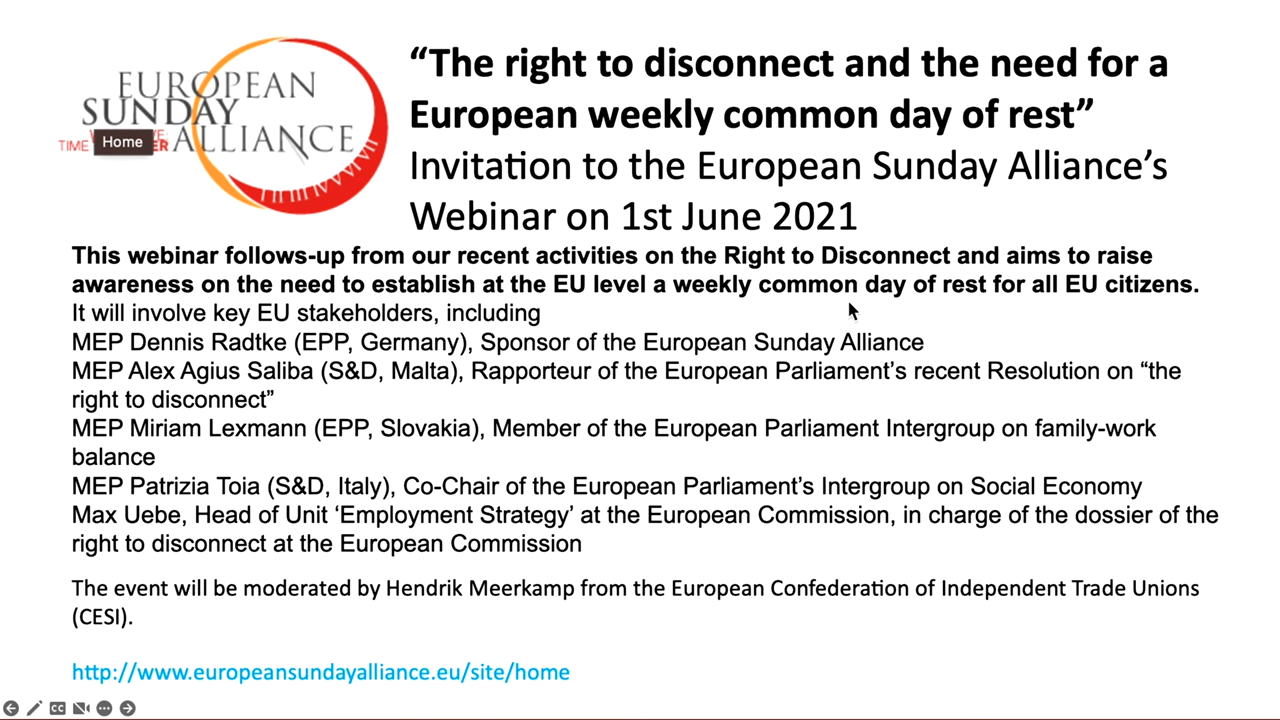 EUROPEAN
SUNDAY
ALLIANCE
TIME
Home
“The right to disconnect and the need for a
European weekly common day of rest”
Invitation to the European Sunday Alliance’s
Webinar on 1st June 2021
This webinar follows-up from our recent activities on the Right to Disconnect and aims to raise
awareness on the need to establish at the EU level a weekly common day of rest for all EU citizens.
It will involve key EU stakeholders, including
MEP Dennis Radtke (EPP, Germany), Sponsor of the European Sunday Alliance
MEP Alex Agius Saliba (S&D, Malta), Rapporteur of the European Parliament’s recent Resolution on “the
right to disconnect”
MEP Miriam Lexmann (EPP, Slovakia), Member of the European Parliament Intergroup on family-work
balance
MEP Patrizia Toia (S&D, Italy), Co-Chair of the European Parliament’s Intergroup on Social Economy
Max Uebe, Head of Unit ‘Employment Strategy’ at the European Commission, in charge of the dossier of the
right to disconnect at the European Commission
The event will be moderated by Hendrik Meerkamp from the European Confederation of Independent Trade Unions
(CESI).
http://www.europeansundayalliance.eu/site/home
CC